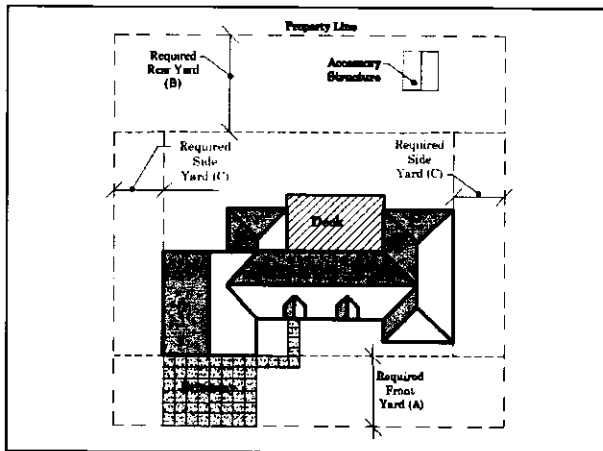 Property Line
Required
Rear Yard
(B)
Accessory
Structure
Required
Side
Yard (C)
Required
Side
Yard (C)
Deck
Required
Front
Yard (A)